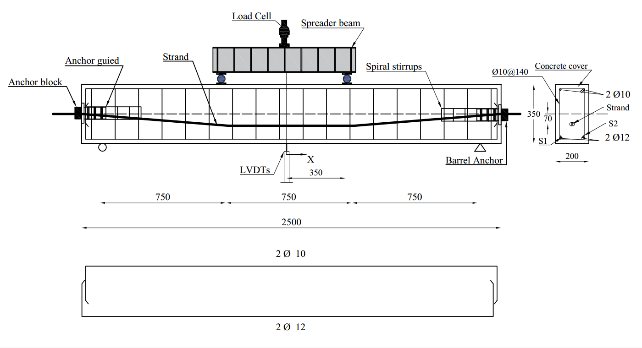 Load Cell
Spreader beam
Anchor guied
Strand
Spiral stirrups
Concrete cover
Anchor block
Ø10@140
2 Ø10
Strand
350
70
S2
S1
2 Ø12
Barrel Anchor
200
X
LVDTs
350
750
750
750
2500
2 Ø 10
2 Ø 12